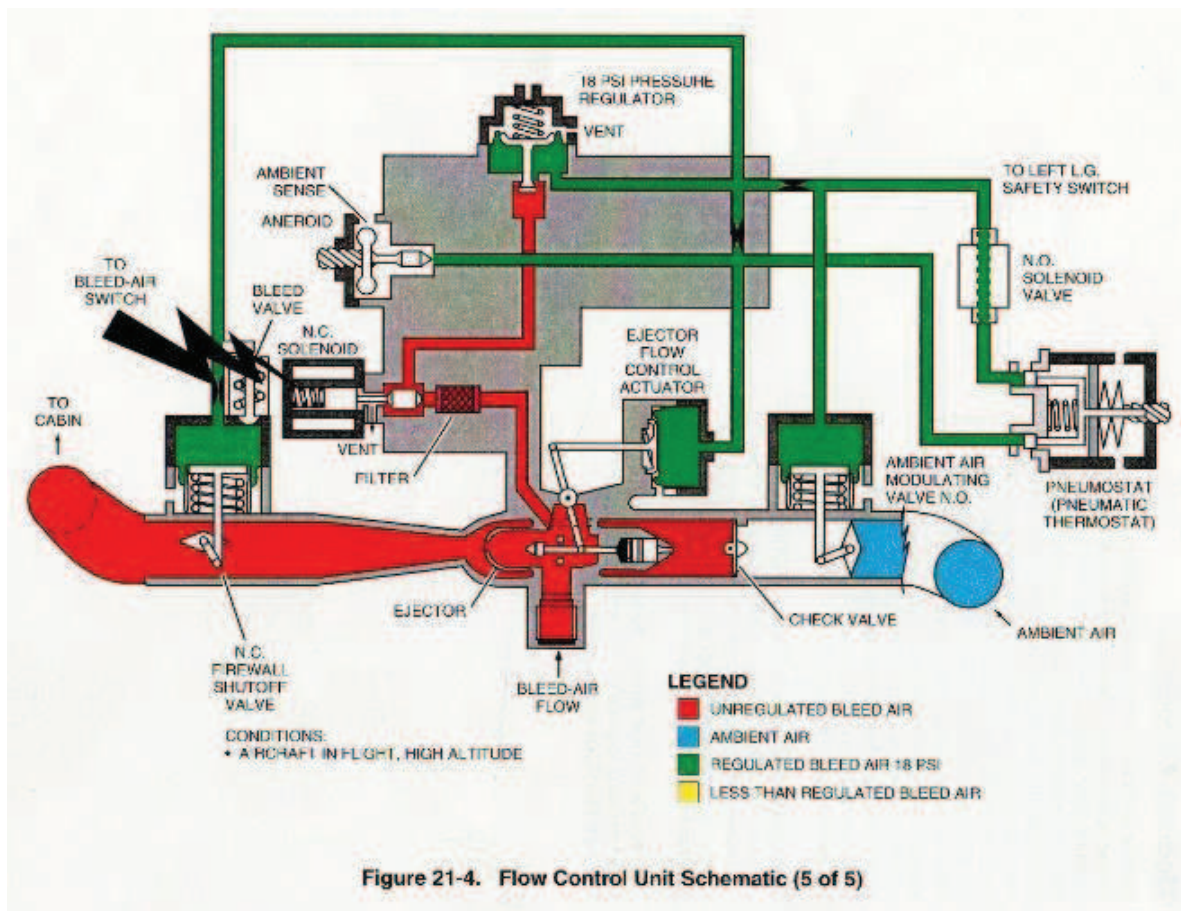 18 PSI PRESSURE
REGULATOR
VENT
AMBIENT
SENSE
ANEROID
TO LEFT L.G.
SAFETY SWITCH
TO
BLEED-AIR
SWITCH
BLEED
VALVE
N.C.
SOLENOID
N.O.
SOLENOID
VALVE
EJECTOR
FLOW
CONTROL
ACTUATOR
TO
CABIN
VENT
FILTER
AMBIENT AIR
MODULATING
VALVE N.O.
PNEUMOSTAT
(PNEUMATIC
THERMOSTAT)
EJECTOR
CHECK VALVE
AMBIENT AIR
N.C.
FIREWALL
SHUTOFF
VALVE
BLEED-AIR
FLOW
CONDITIONS:
• AIRCRAFT IN FLIGHT, HIGH ALTITUDE
LEGEND
UNREGULATED BLEED AIR
AMBIENT AIR
REGULATED BLEED AIR 18 PSI
LESS THAN REGULATED BLEED AIR
Figure 21-4. Flow Control Unit Schematic (5 of 5)